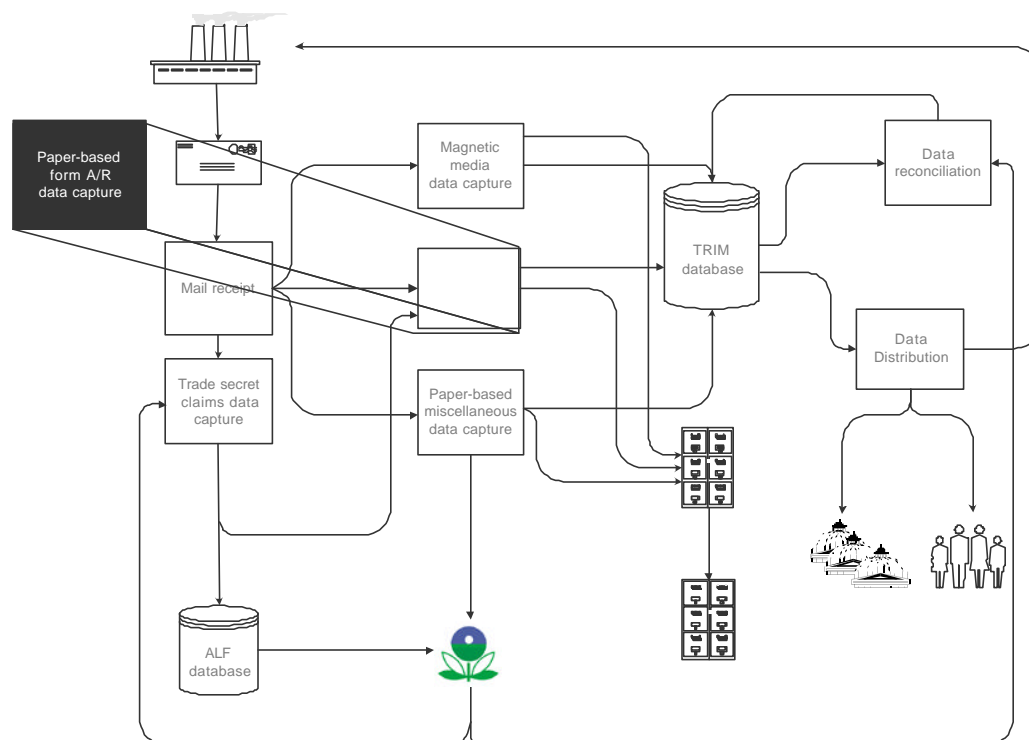 Paper-based
form A/R
data capture
Magnetic
media
data capture
Data
reconciliation
TRIM
database
Mail receipt
Data
Distribution
Trade secret
claims data
capture
Paper-based
miscellaneous
data capture
ALF
database